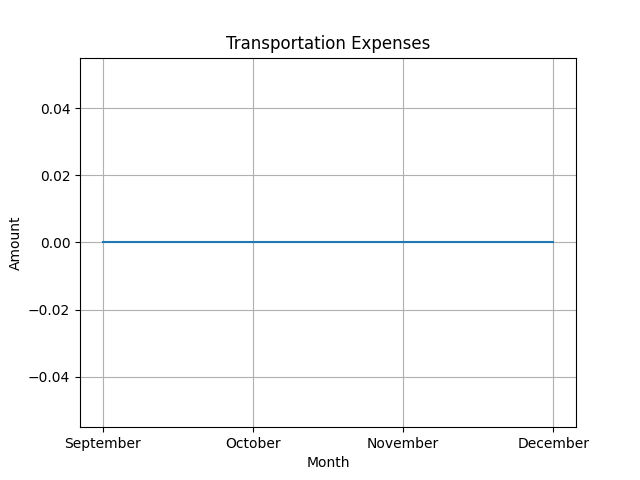 Transportation Expenses
0.04
0.02
0.00
−0.02
−0.04
Amount
September October November December
Month